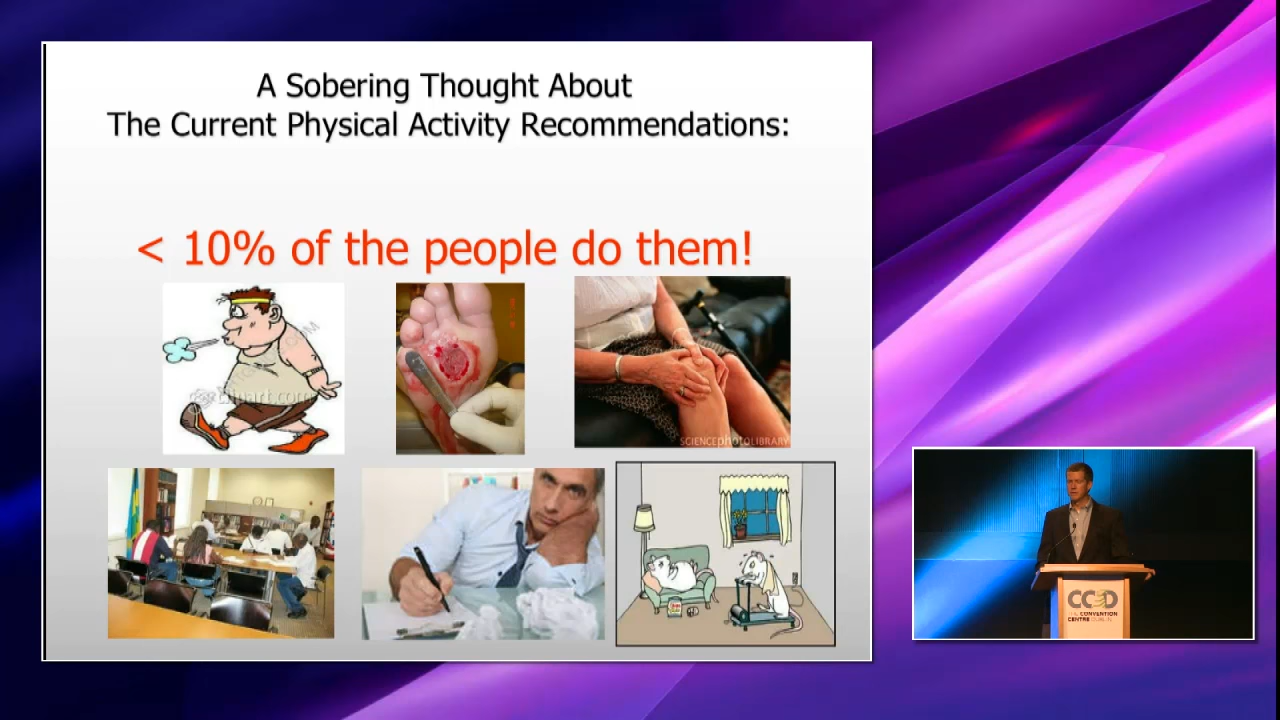 A Sobering Thought About
The Current Physical Activity Recommendations:
< 10% of the people do them!
SCIENCEPHOTOLIBRARY
THE CONVENTION
CENTRE DUBLIN